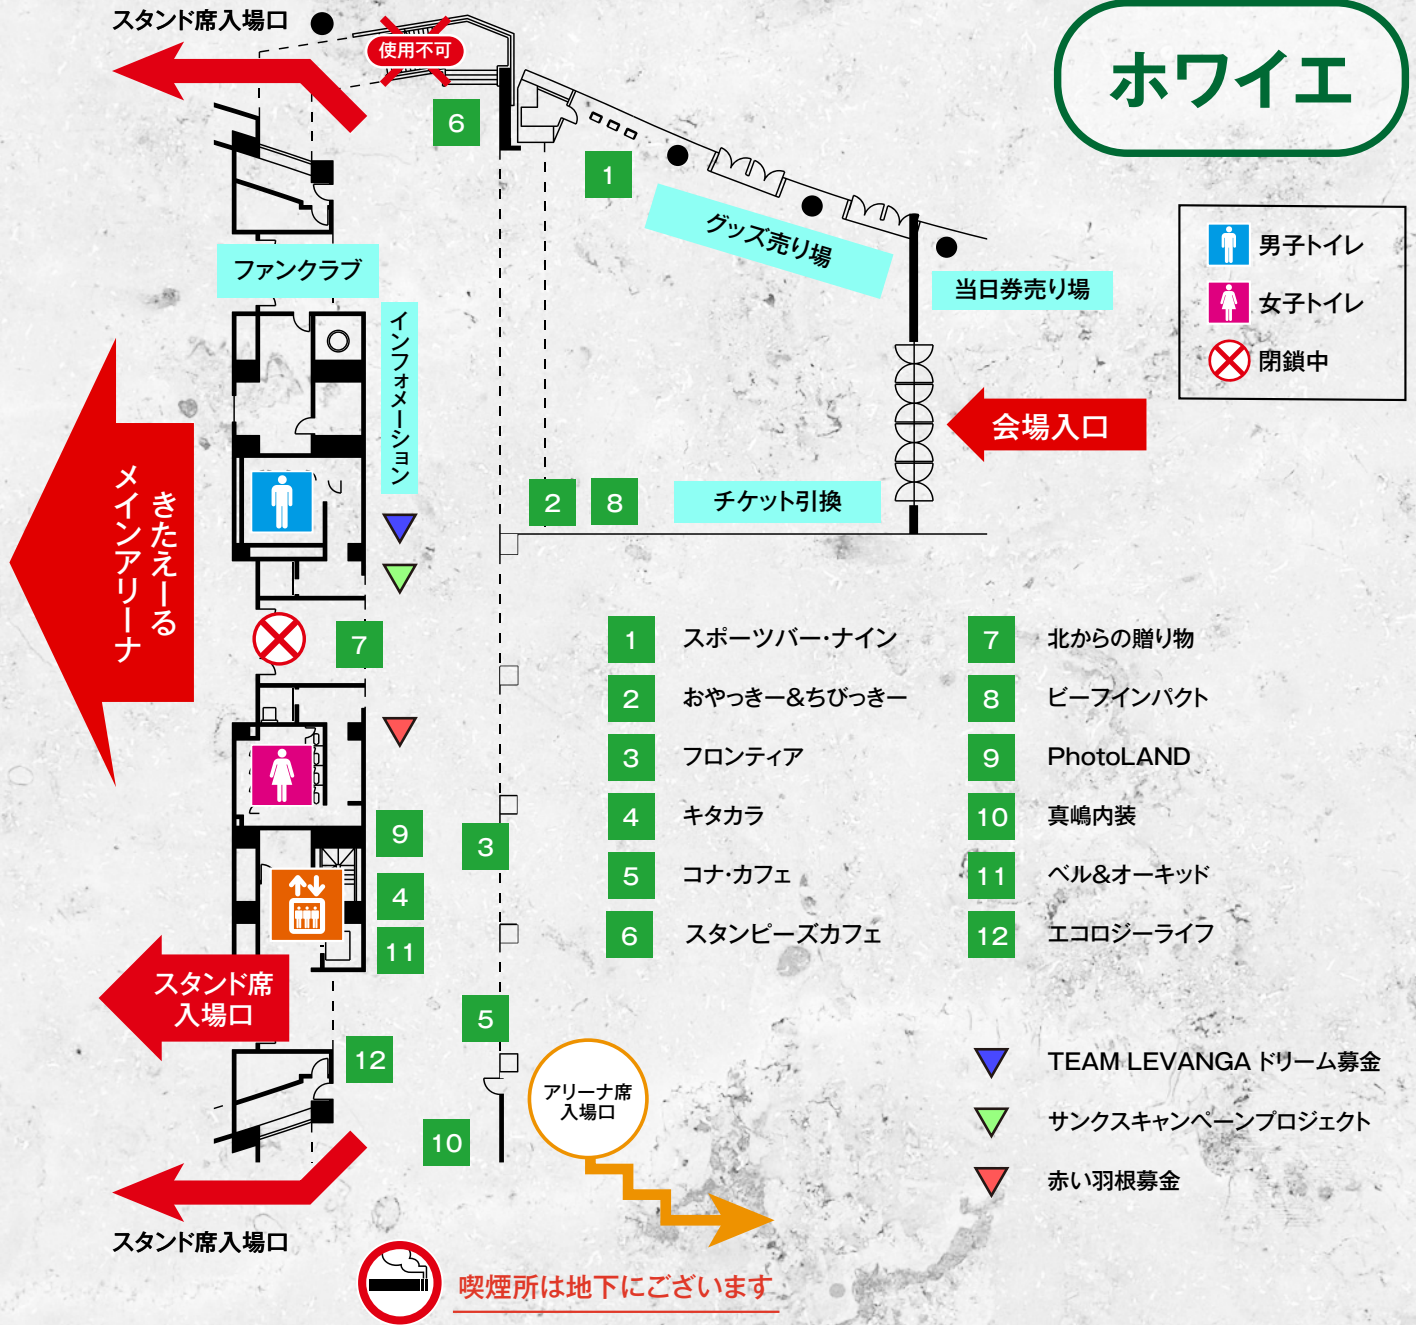 スタンド席入場口
使用不可
ホワイエ
6
1
グッズ売り場
ファンクラブ
当日券売り場
男子トイレ
女子トイレ
閉鎖中
インフォメーション
会場入口
きたえーる
メインアリーナ
2
8
チケット引換
7
9
3
4
11
スタンド席
入場口
5
12
10
アリーナ席
入場口
スタンド席入場口
喫煙所は地下にございます
1 スポーツバー・ナイン
2 おやっきー&ちびっきー
3 フロンティア
4 キタカラ
5 コナ・カフェ
6 スタンピーズカフェ
7 北からの贈り物
8 ビーフインパクト
9 PhotoLAND
10 真嶋内装
11 ベル&オーキッド
12 エコロジーライフ
TEAM LEVANGA ドリーム募金
サンクスキャンペーンプロジェクト
赤い羽根募金